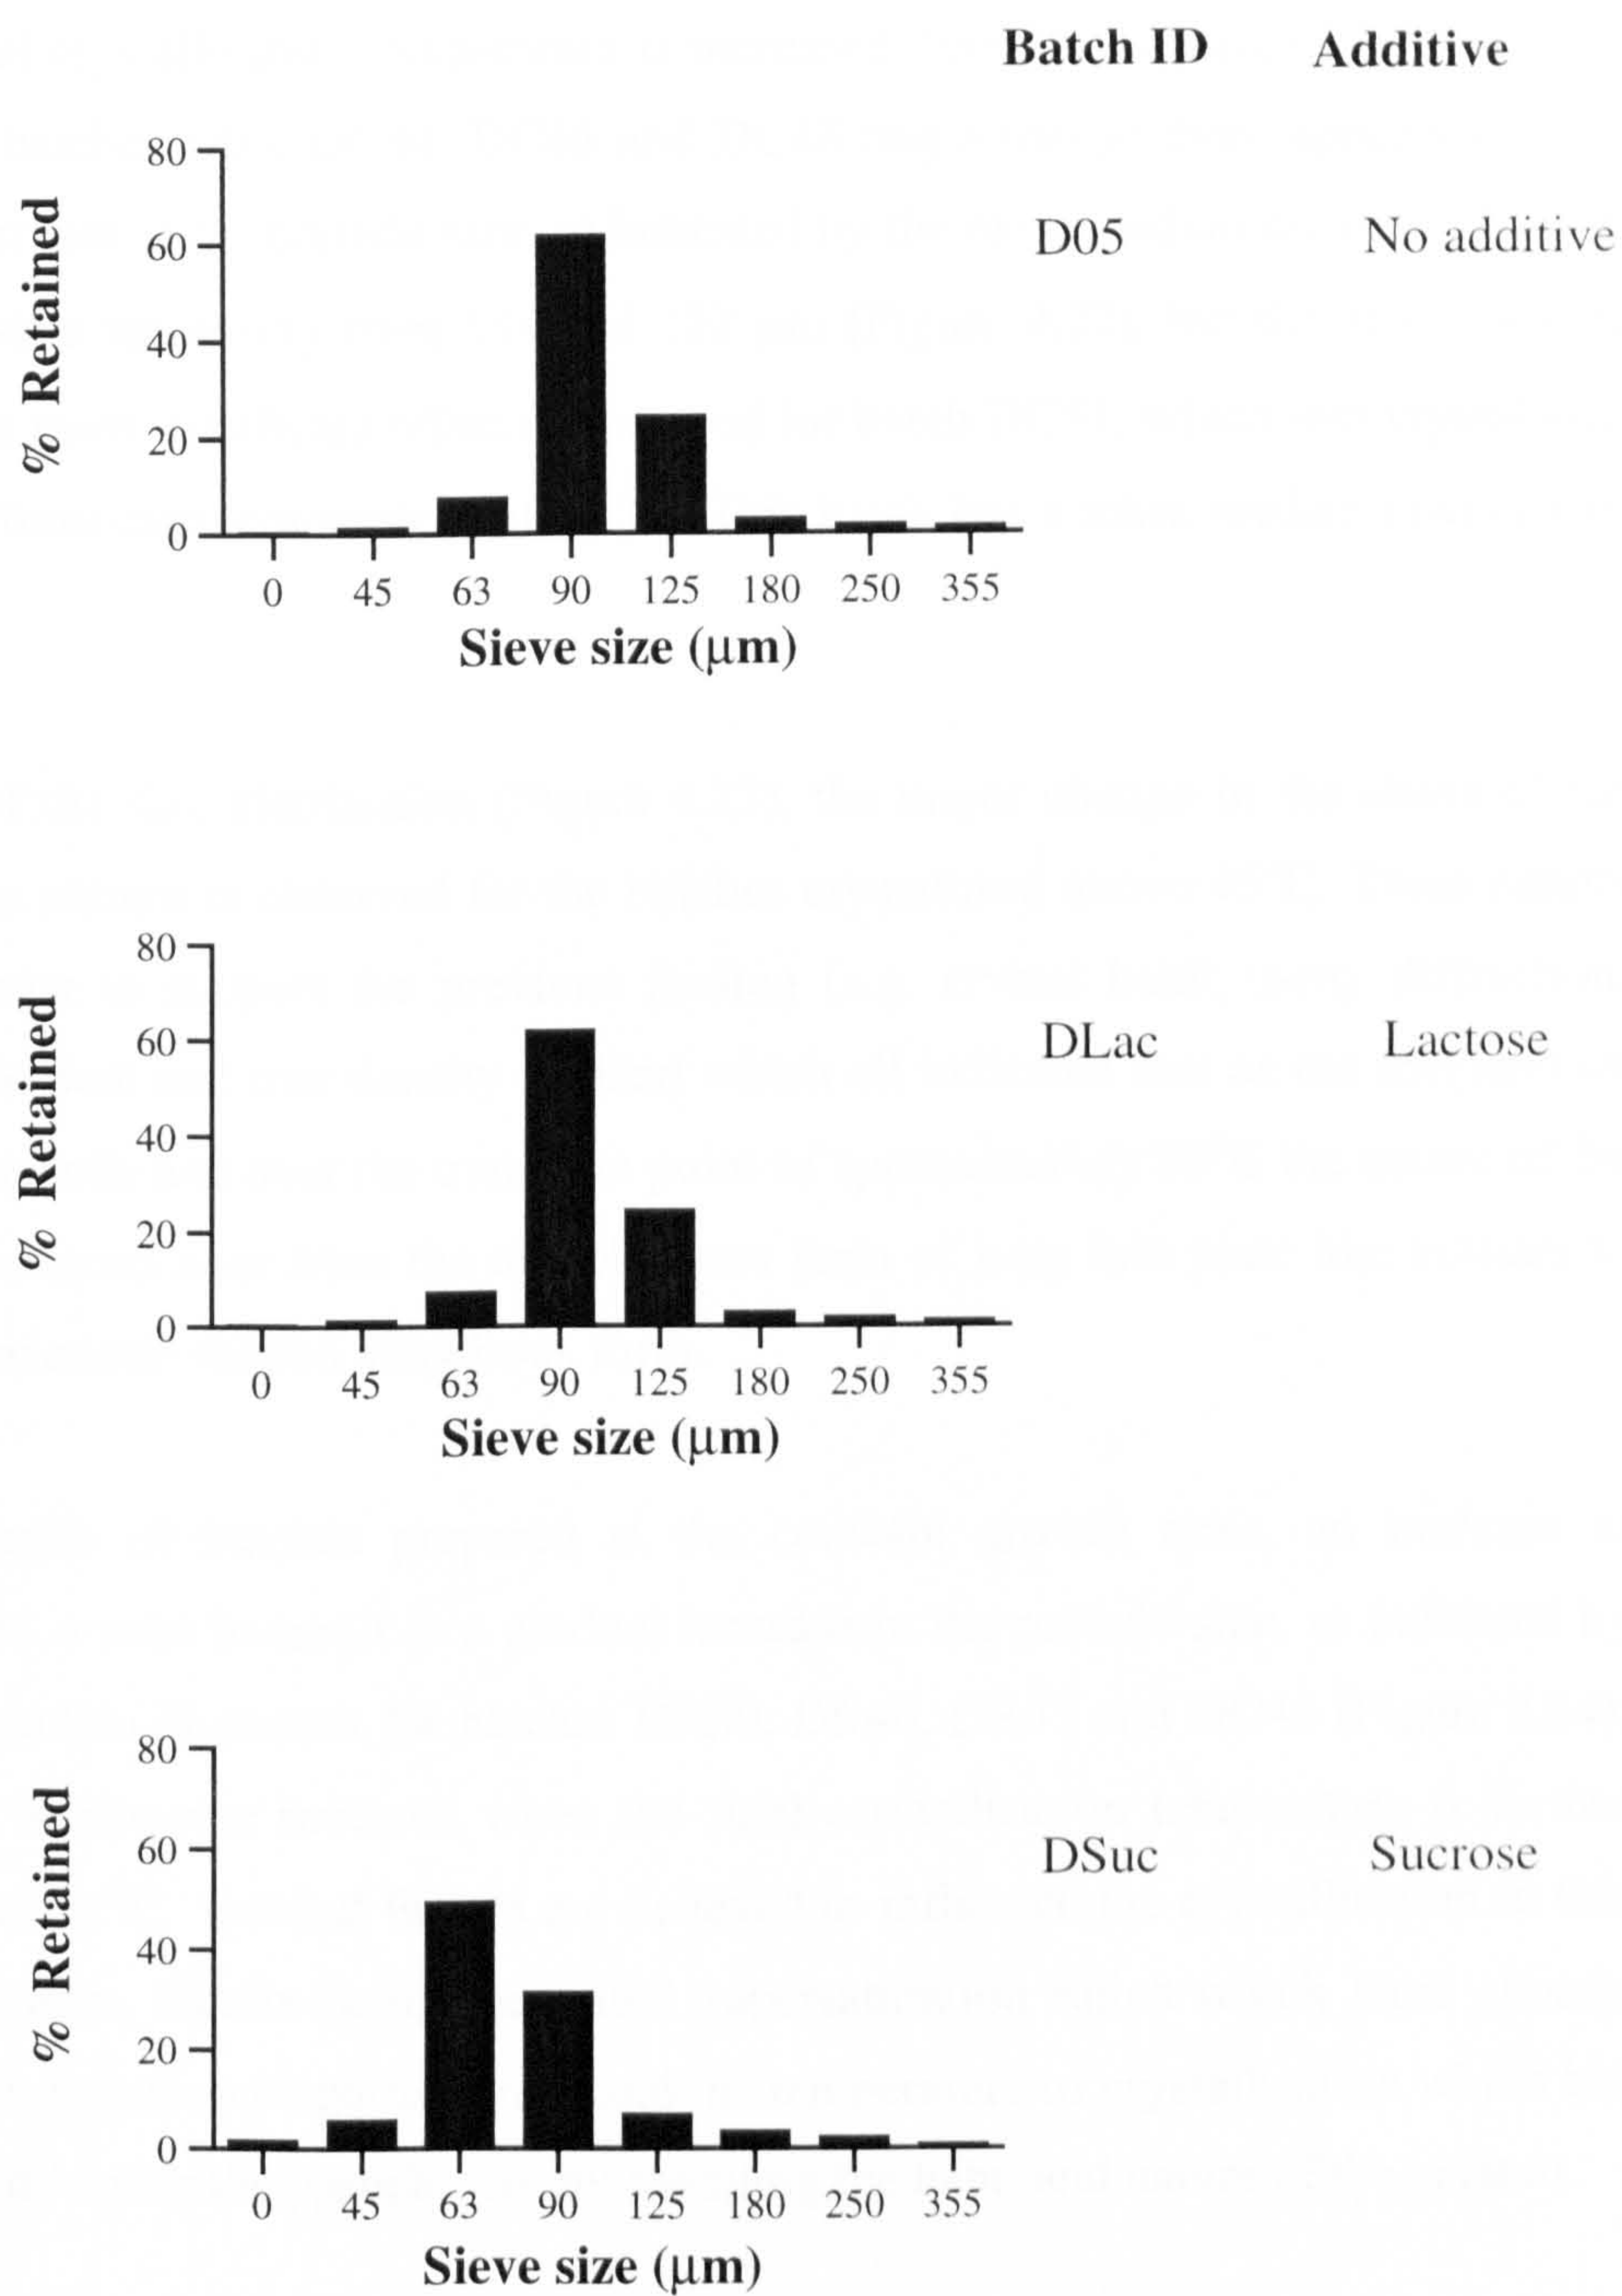 Batch ID Additive
80
60
40
20
0
% Retained
D05 No additive
0 45 63 90 125 180 250 355
Sieve size (μm)
80
60
40
20
0
% Retained
DLac Lactose
0 45 63 90 125 180 250 355
Sieve size (μm)
80
60
40
20
0
% Retained
DSuc Sucrose
0 45 63 90 125 180 250 355
Sieve size (μm)